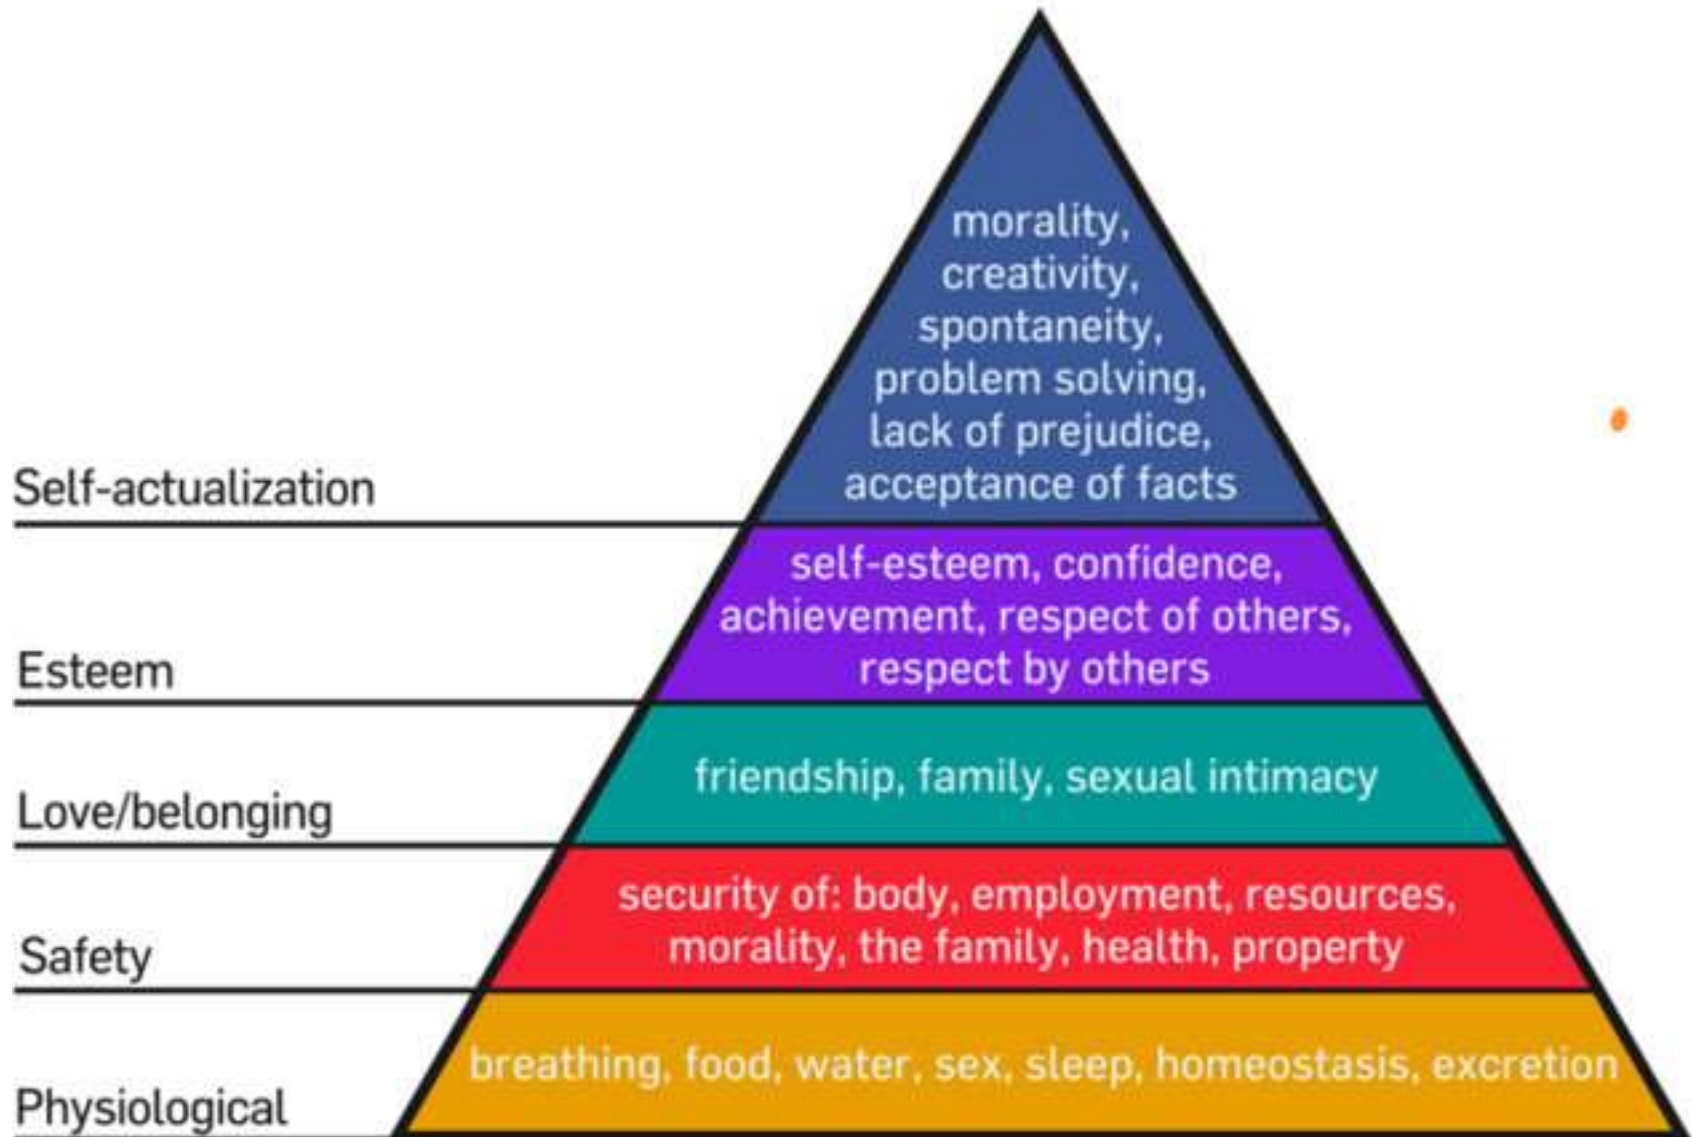 morality,
creativity,
spontaneity,
problem solving,
lack of prejudice,
acceptance of facts
Self-actualization
self-esteem, confidence,
achievement, respect of others,
respect by others
Esteem
friendship, family, sexual intimacy
Love/belonging
security of: body, employment, resources,
morality, the family, health, property
Safety
breathing, food, water, sex, sleep, homeostasis, excretion
Physiological